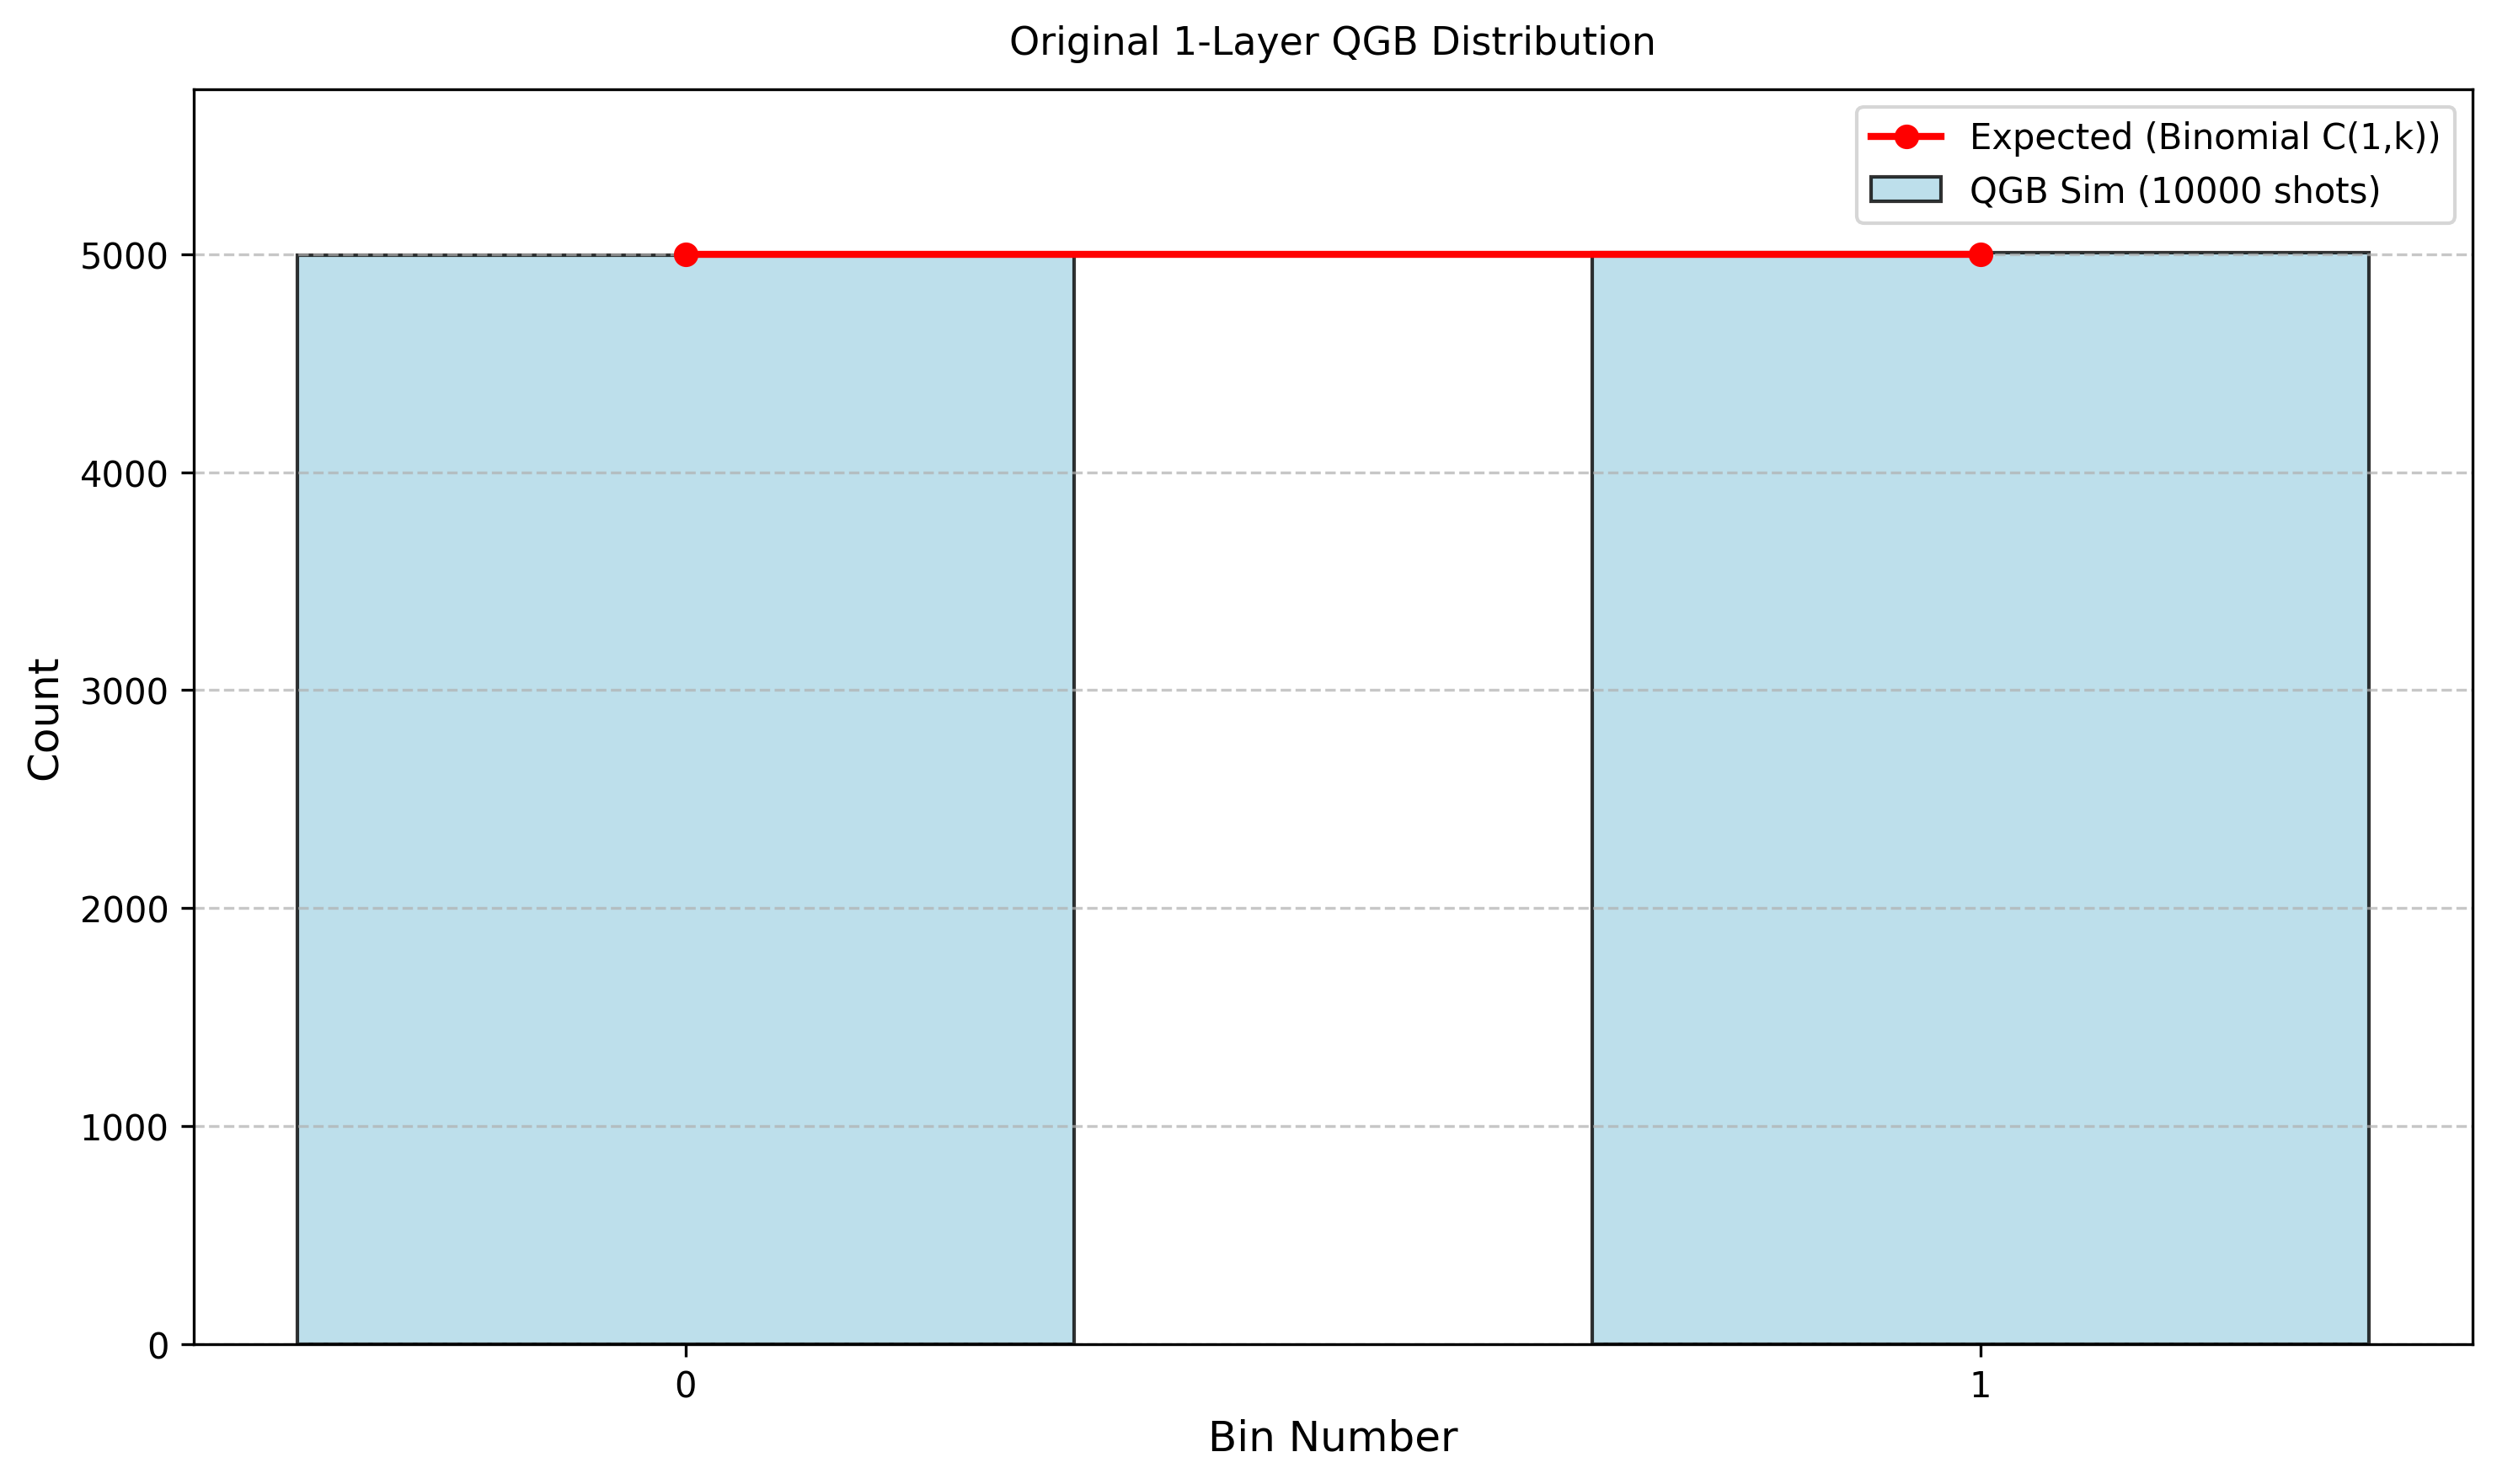 Original 1-Layer QGB Distribution
Expected (Binomial C(1,k))
QGB Sim (10000 shots)
5000
4000
3000
2000
1000
0
Count
0 1
Bin Number